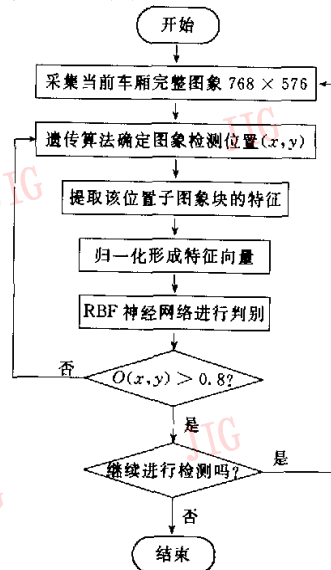 开始
采集当前车厢完整图象 768 × 576
遗传算法确定图象检测位置(x,y)
提取该位置子图象块的特征
归一化形成特征向量
RBF 神经网络进行判别
否
O(x,y) > 0.8?
是
继续进行检测吗?
是
否
结束
JIG
JIG
JIG